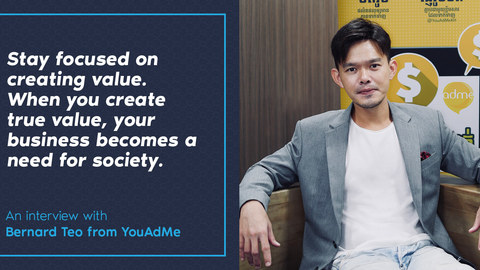 Stay focused on
creating value.
When you create
true value, your
business becomes a
need for society.
An interview with
Bernard Teo from YouAdMe
$
$
adme